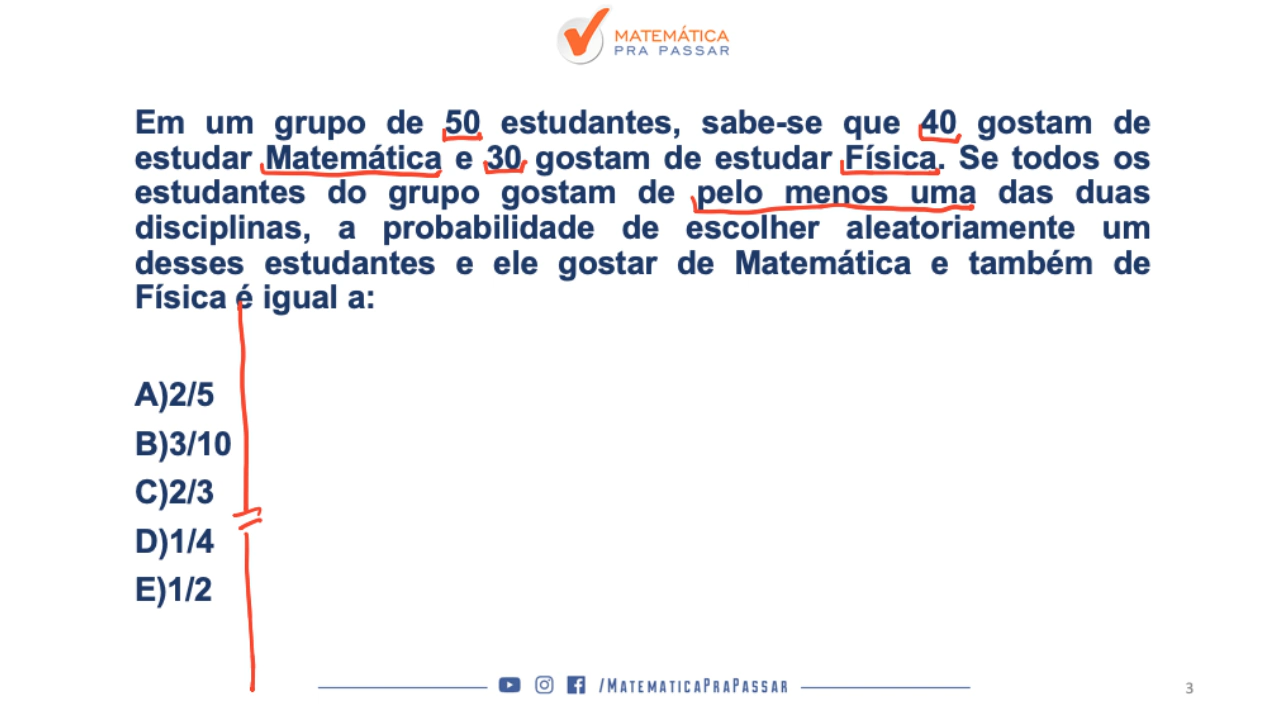 MATEMÁTICA
PRA PASSAR
Em um grupo de 50 estudantes, sabe-se que 40 gostam de
estudar Matemática e 30 gostam de estudar Física. Se todos os
estudantes do grupo gostam de pelo menos uma das duas
disciplinas, a probabilidade de escolher aleatoriamente um
desses estudantes e ele gostar de Matemática e também de
Física é igual a:
A)2/5
B)3/10
C)2/3
D)1/4
E)1/2
/MATEMATICAPRAPASSAR
3